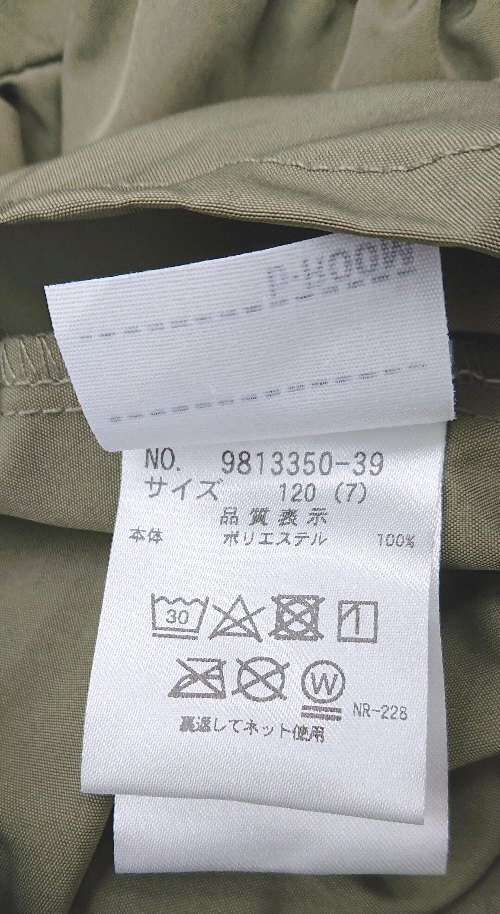 NO. 9813350-39
サイズ 120 (7)
品質表示
本体 ポリエステル 100%
30
W
NR-228
裏返してネット使用